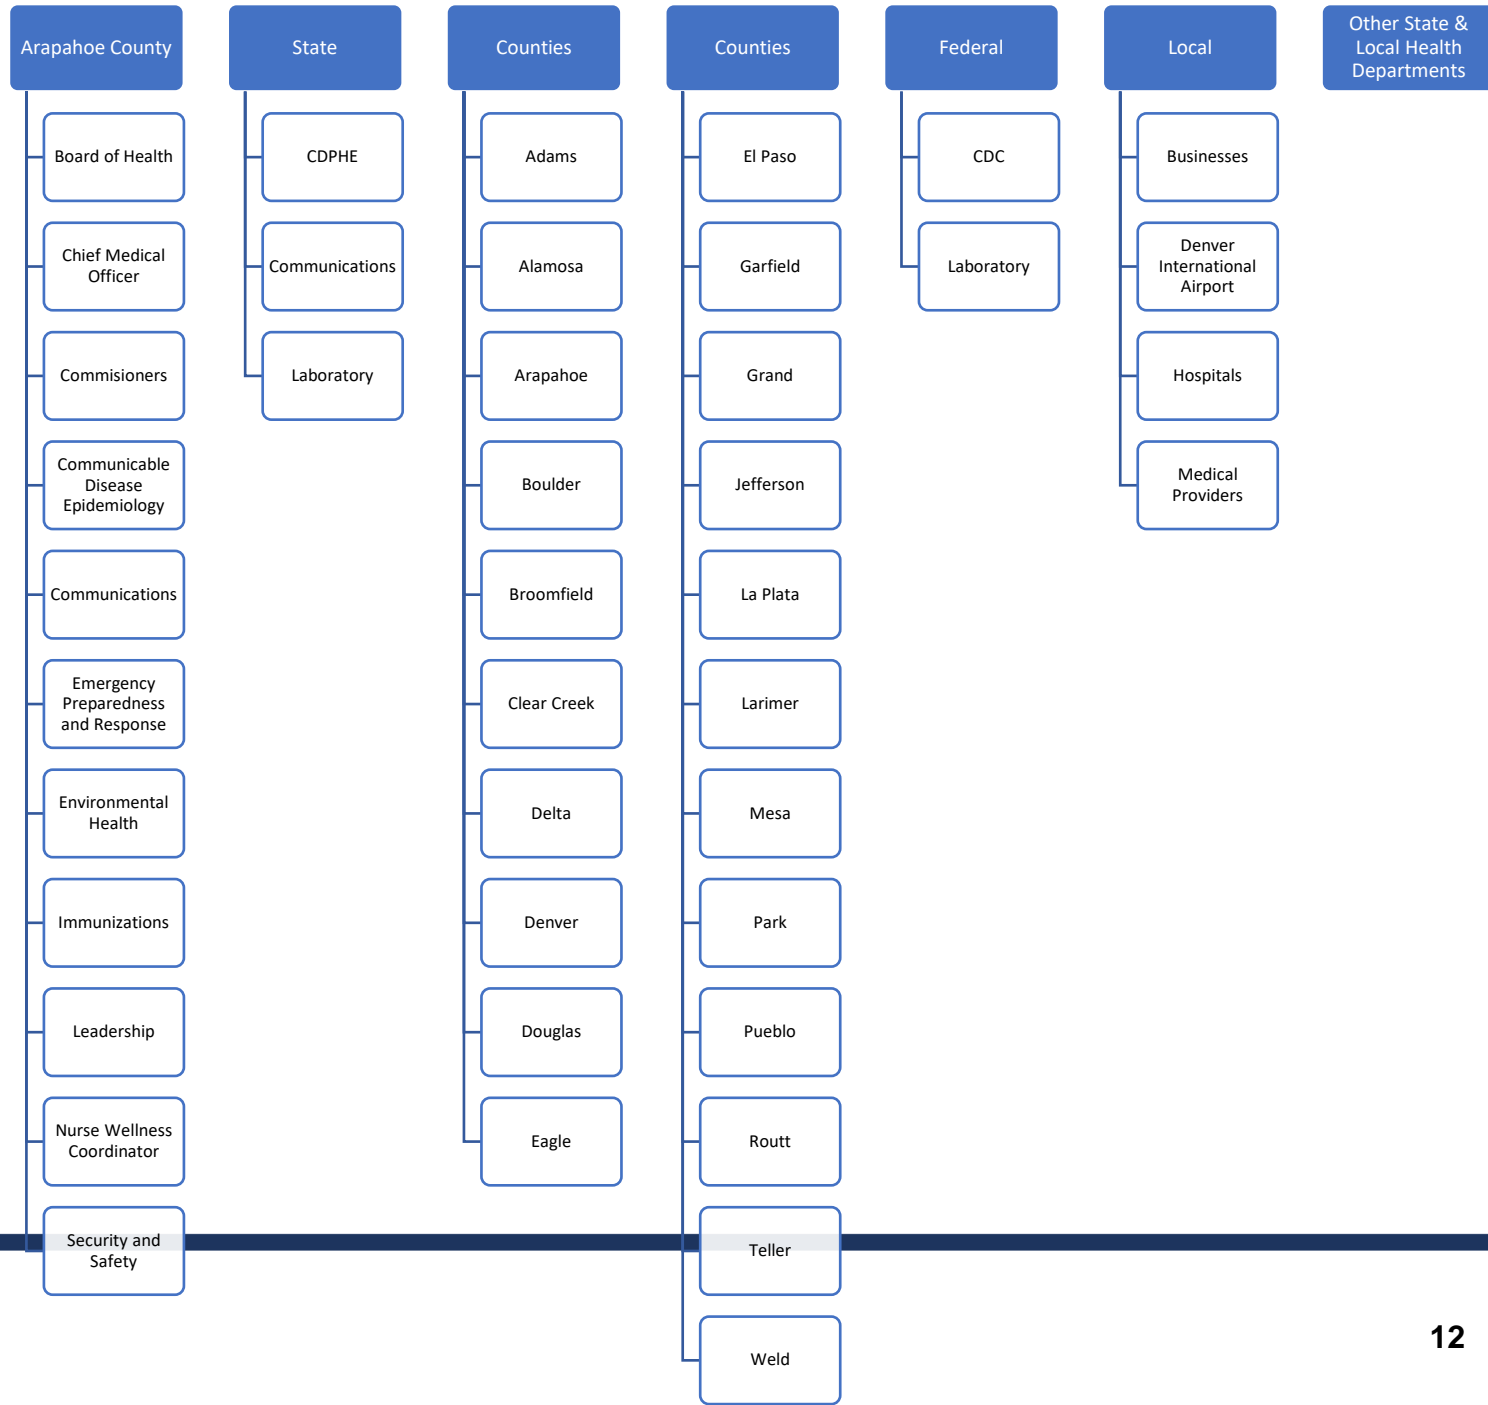 Arapahoe County
Board of Health
Chief Medical
Officer
Commisioners
Communicable
Disease
Epidemiology
Communications
Emergency
Preparedness
and Response
Environmental
Health
Immunizations
Leadership
Nurse Wellness
Coordinator
Security and
Safety
State
CDPHE
Communications
Laboratory
Counties
Adams
Alamosa
Arapahoe
Boulder
Broomfield
Clear Creek
Delta
Denver
Douglas
Eagle
Counties
El Paso
Garfield
Grand
Jefferson
La Plata
Larimer
Mesa
Park
Pueblo
Routt
Teller
Weld
Federal
CDC
Laboratory
Local
Businesses
Denver
International
Airport
Hospitals
Medical
Providers
Other State &
Local Health
Departments
12